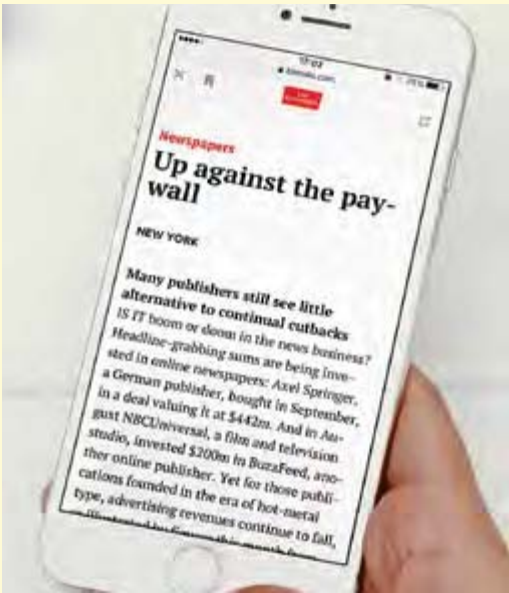 17:02
Newspapers
Up against the pay-
wall
NEW YORK
Many publishers still see little
alternative to continual cutbacks
IS IT boom or doom in the news business?
Headline-grabbing sums are being inve-
sted in online newspapers: Axel Springer,
a German publisher, bought in September,
in a deal valuing it at $442m. And in Au-
gust NBCUniversal, a film and television
studio, invested $200m in BuzzFeed, ano-
ther online publisher. Yet for those publi-
cations founded in the era of hot-metal
type, advertising revenues continue to fall,